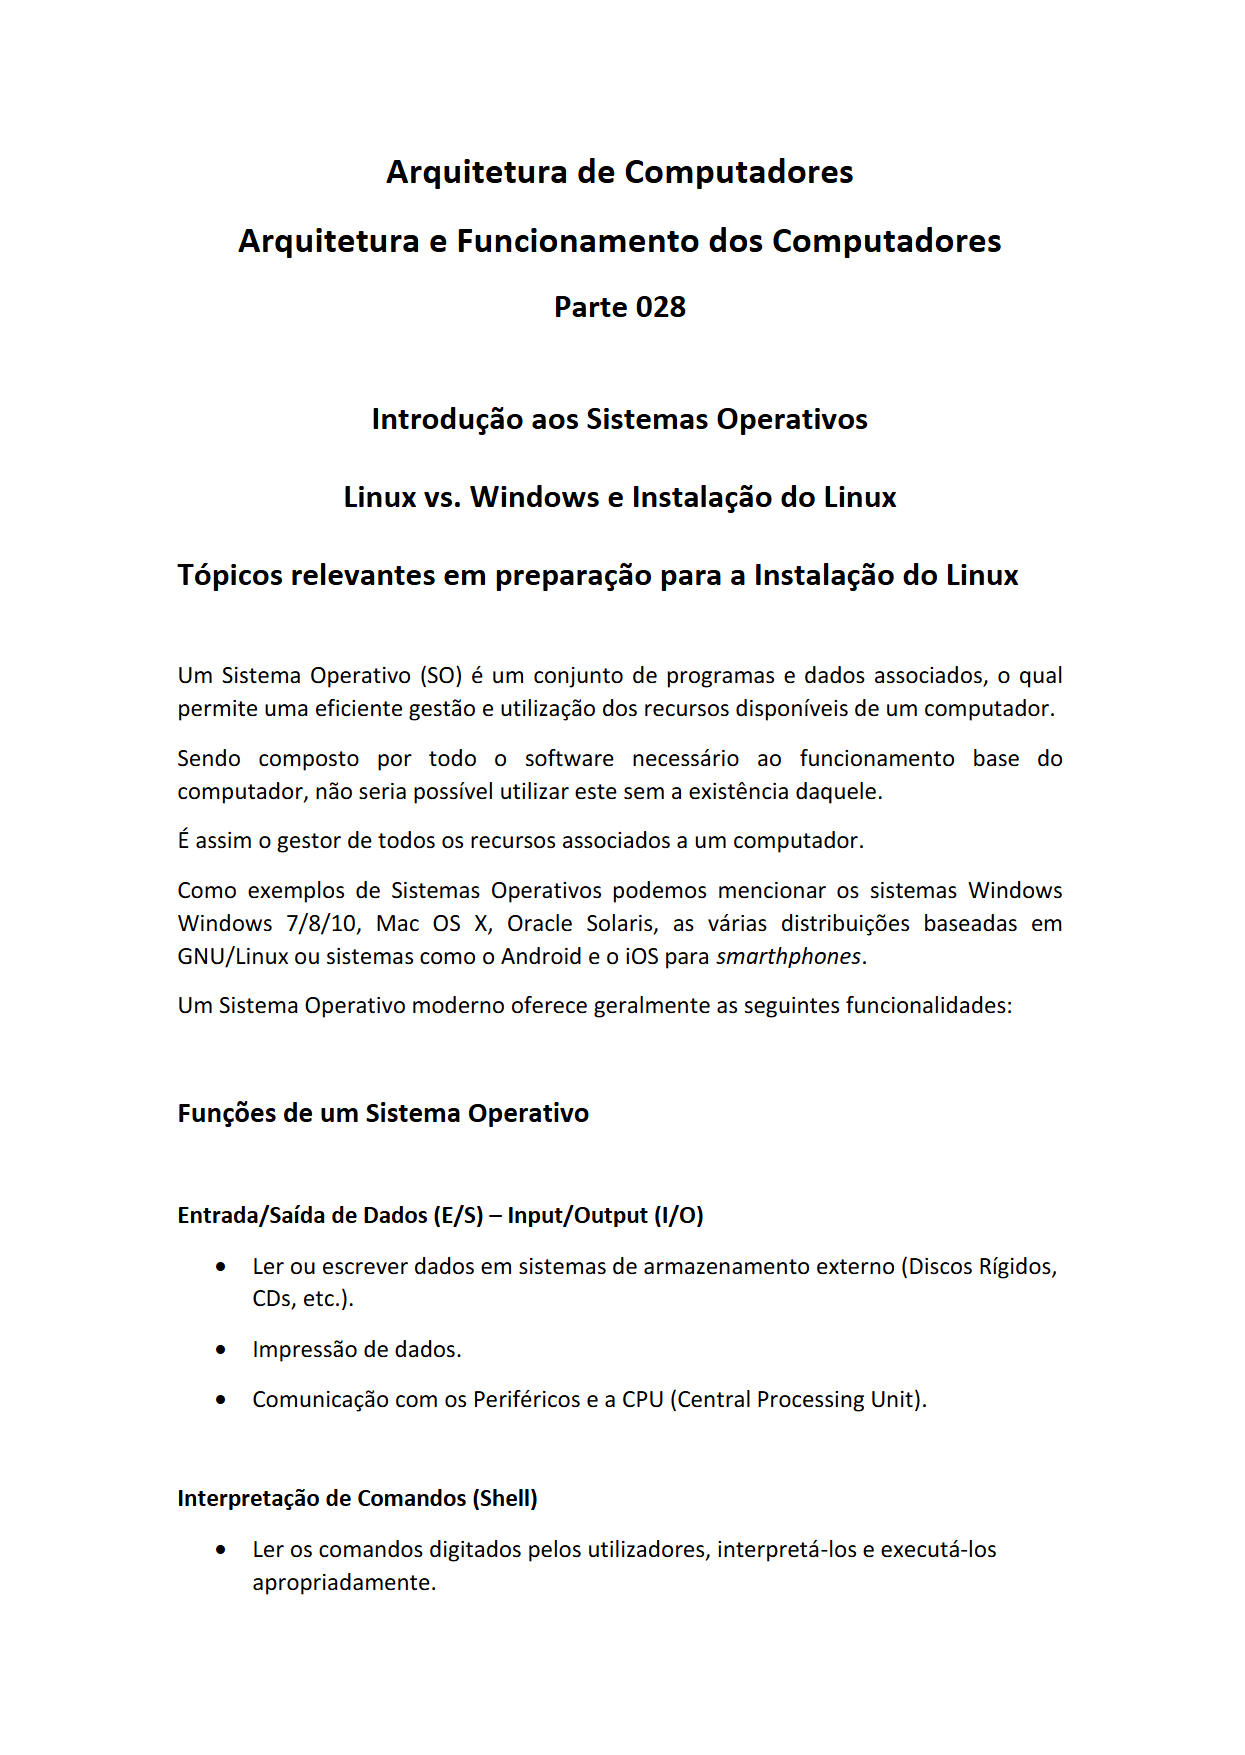 Arquitetura de Computadores
Arquitetura e Funcionamento dos Computadores
Parte 028
Introdução aos Sistemas Operativos
Linux vs. Windows e Instalação do Linux
Tópicos relevantes em preparação para a Instalação do Linux
Um Sistema Operativo (SO) é um conjunto de programas e dados associados, o qual
permite uma eficiente gestão e utilização dos recursos disponíveis de um computador.
Sendo composto por todo o software necessário ao funcionamento base do
computador, não seria possível utilizar este sem a existência daquele.
É assim o gestor de todos os recursos associados a um computador.
Como exemplos de Sistemas Operativos podemos mencionar os sistemas Windows
Windows 7/8/10, Mac OS X, Oracle Solaris, as várias distribuições baseadas em
GNU/Linux ou sistemas como o Android e o iOS para smarthphones.
Um Sistema Operativo moderno oferece geralmente as seguintes funcionalidades:
Funções de um Sistema Operativo
Entrada/Saída de Dados (E/S) – Input/Output (I/O)
• Ler ou escrever dados em sistemas de armazenamento externo (Discos Rígidos,
CDs, etc.).
• Impressão de dados.
• Comunicação com os Periféricos e a CPU (Central Processing Unit).
Interpretação de Comandos (Shell)
• Ler os comandos digitados pelos utilizadores, interpretá-los e executá-los
apropriadamente.